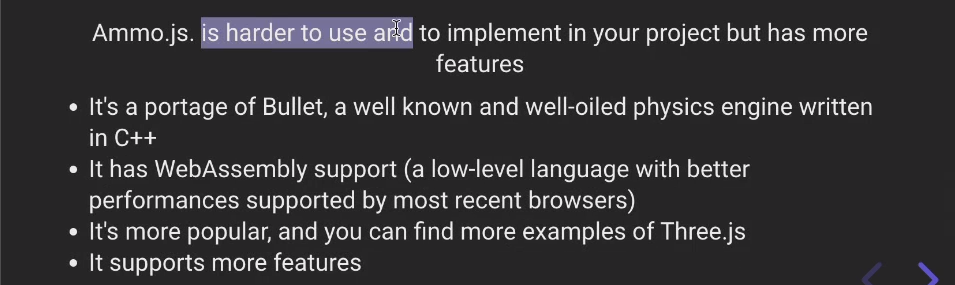 Ammo.js. is harder to use and to implement in your project but has more
features
• It's a portage of Bullet, a well known and well-oiled physics engine written
in C++
• It has WebAssembly support (a low-level language with better
performances supported by most recent browsers)
• It's more popular, and you can find more examples of Three.js
• It supports more features